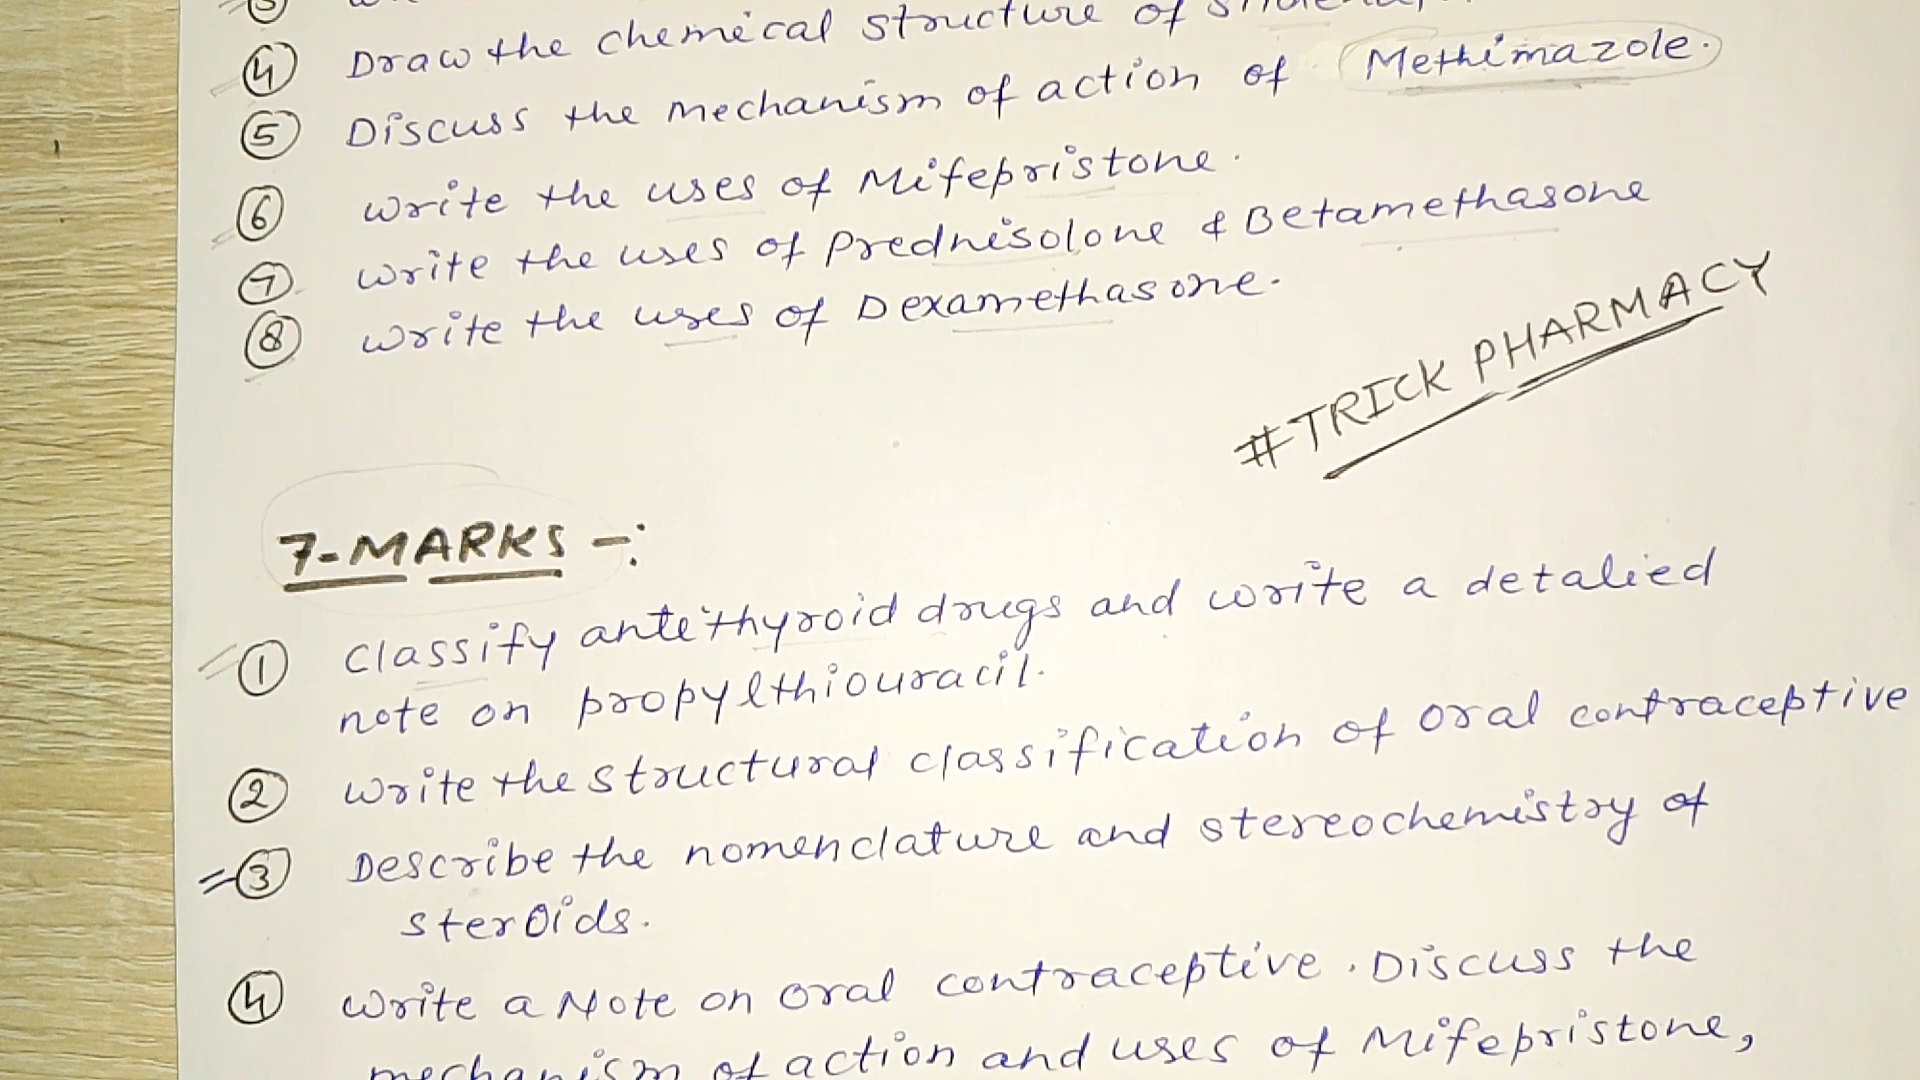 ④ Draw the chemical structure of
⑤ Discuss the mechanism of action of Methimazole.
⑥ write the uses of Mifepristone.
⑦ write the uses of prednisolone & Betamethasone
⑧ write the uses of Dexamethasone.
#TRICK PHARMACY
7-MARKS -:
① classify antithyroid drugs and write a detalied
note on propylthiouracil.
② write the structural classification of oral contraceptive
③ Describe the nomenclature and stereochemistry of
steroids.
④ write a Note on oral contraceptive. Discuss the
mechanism of action and uses of Mifepristone,